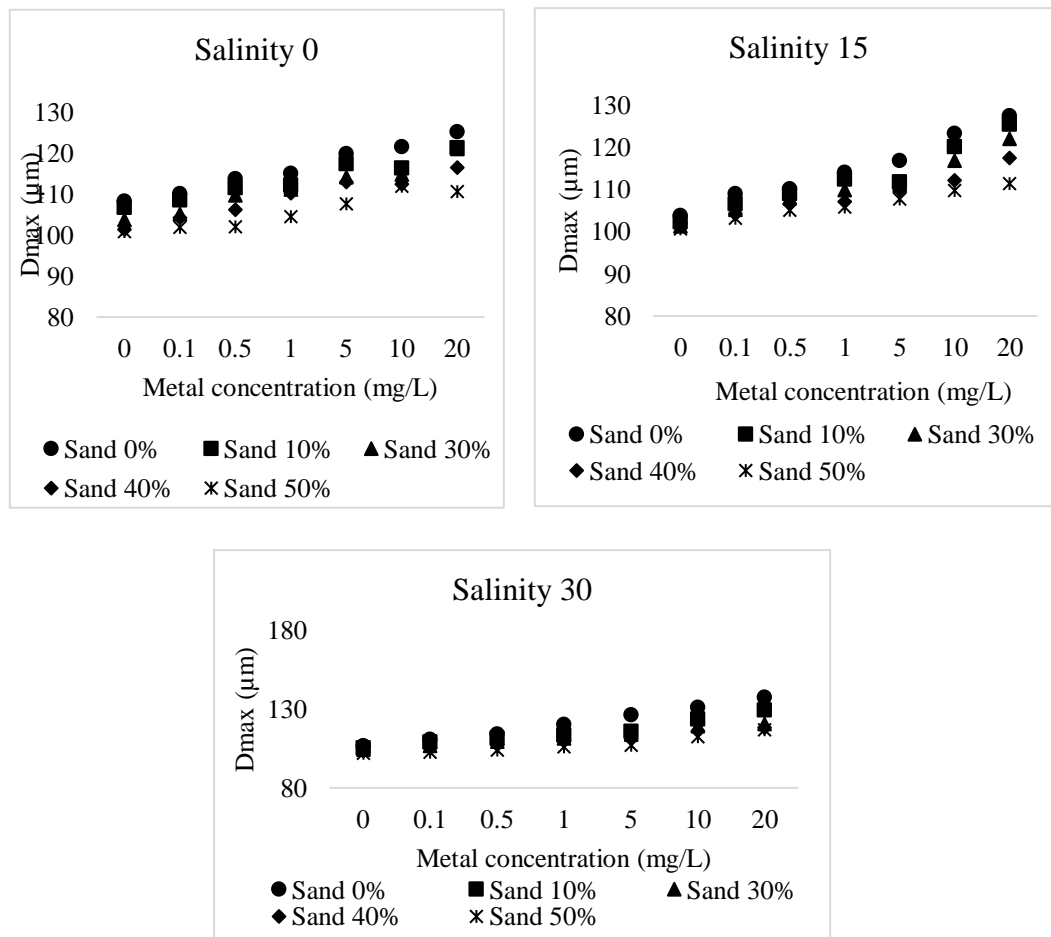 Salinity 0
Dmax (µm)
130
120
110
100
90
80
0 0.1 0.5 1 5 10 20
Metal concentration (mg/L)
Sand 0% Sand 10% Sand 30%
Sand 40% Sand 50%
Salinity 15
Dmax (µm)
130
120
110
100
90
80
0 0.1 0.5 1 5 10 20
Metal concentration (mg/L)
Sand 0% Sand 10% Sand 30%
Sand 40% Sand 50%
Salinity 30
Dmax (µm)
180
130
80
0 0.1 0.5 1 5 10 20
Metal concentration (mg/L)
Sand 0% Sand 10% Sand 30%
Sand 40% Sand 50%